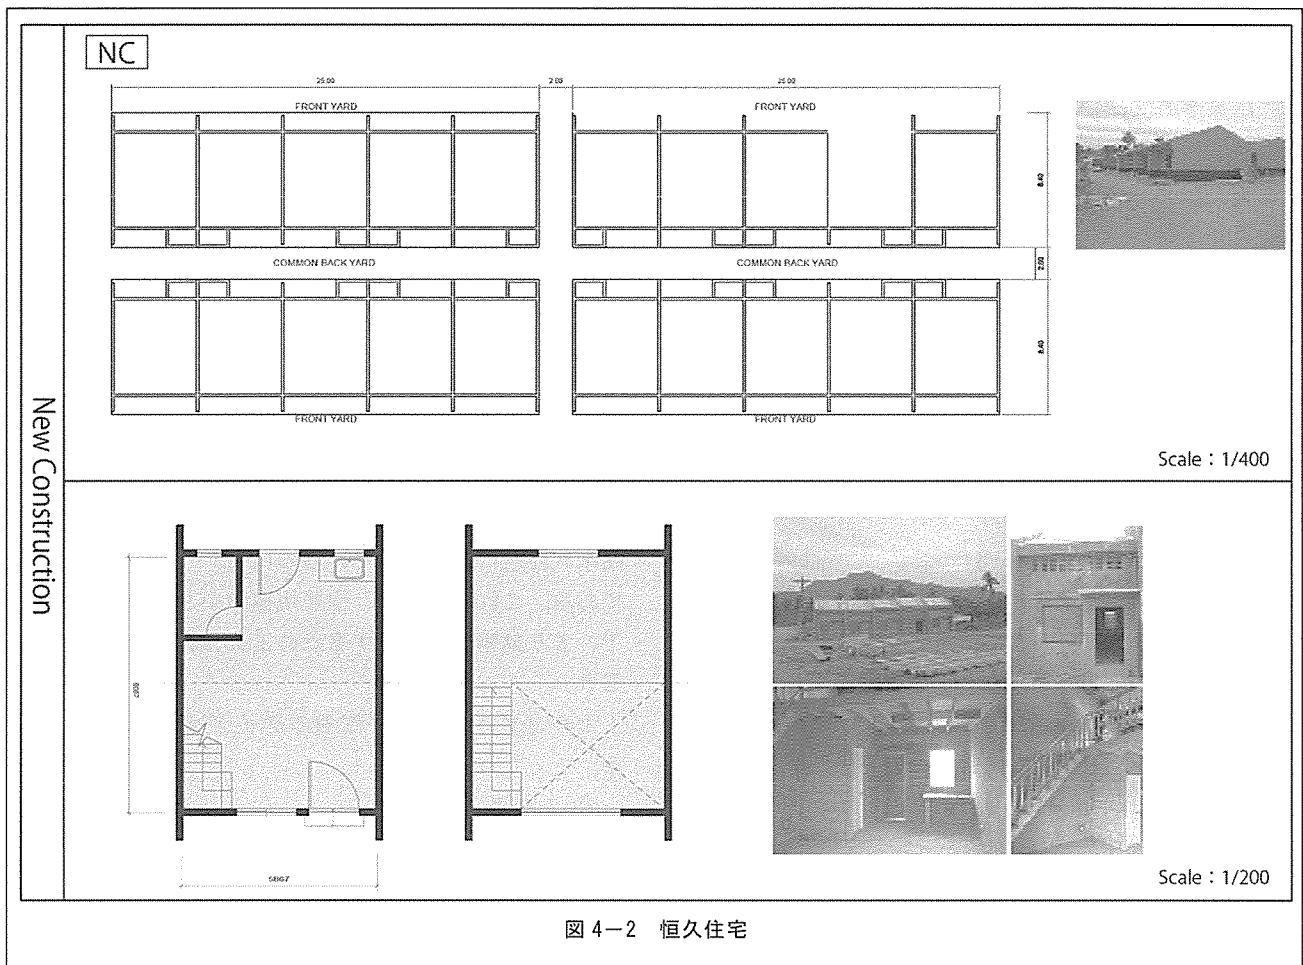 New Construction
NC
25.00
2.00
25.00
FRONT YARD
FRONT YARD
8.40
COMMON BACK YARD
COMMON BACK YARD
2.00
8.40
FRONT YARD
FRONT YARD
Scale：1/400
Scale：1/200
図 4－2　恒久住宅